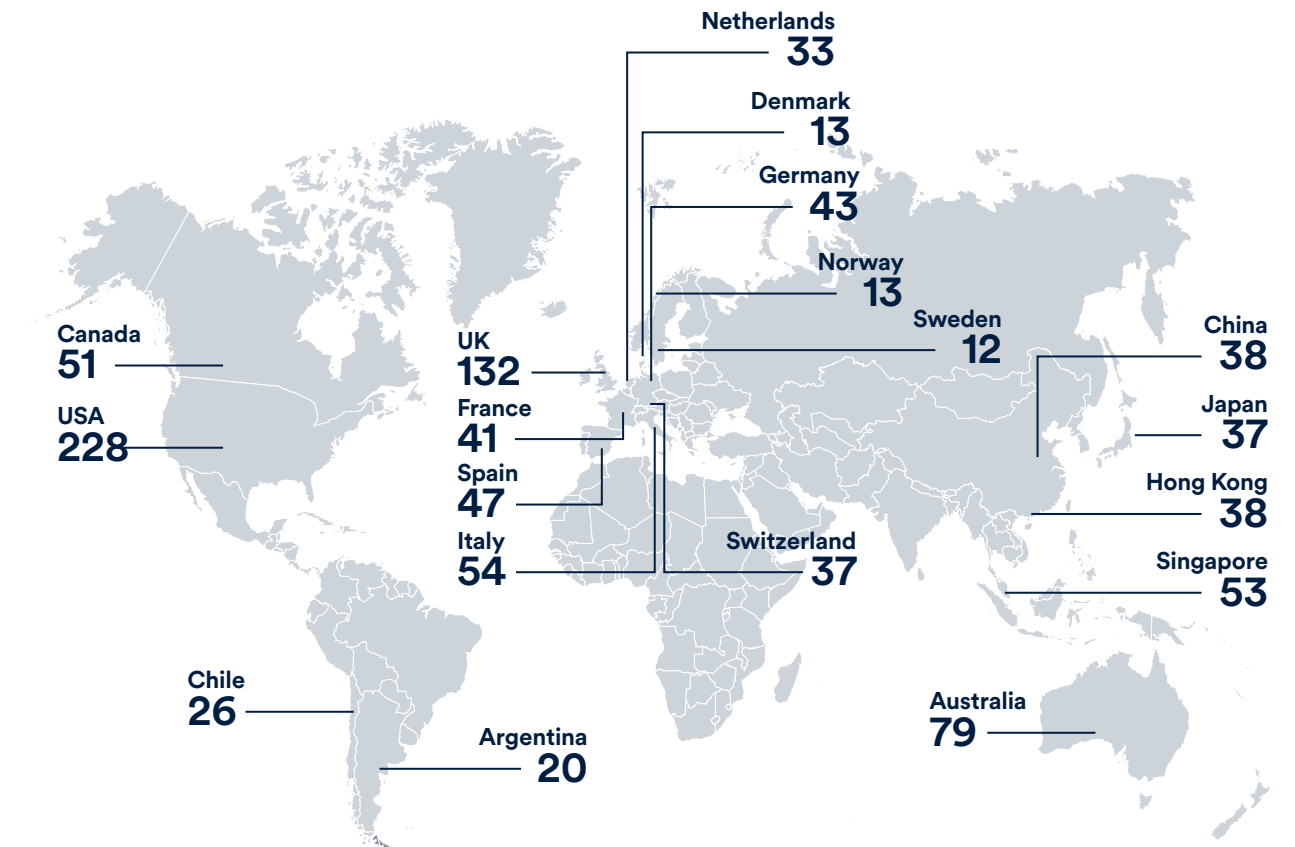 Netherlands
33
Denmark
13
Germany
43
Norway
13
Sweden
12
Canada
51
USA
228
UK
132
France
41
Spain
47
Italy
54
Switzerland
37
China
38
Japan
37
Hong Kong
38
Singapore
53
Chile
26
Argentina
20
Australia
79